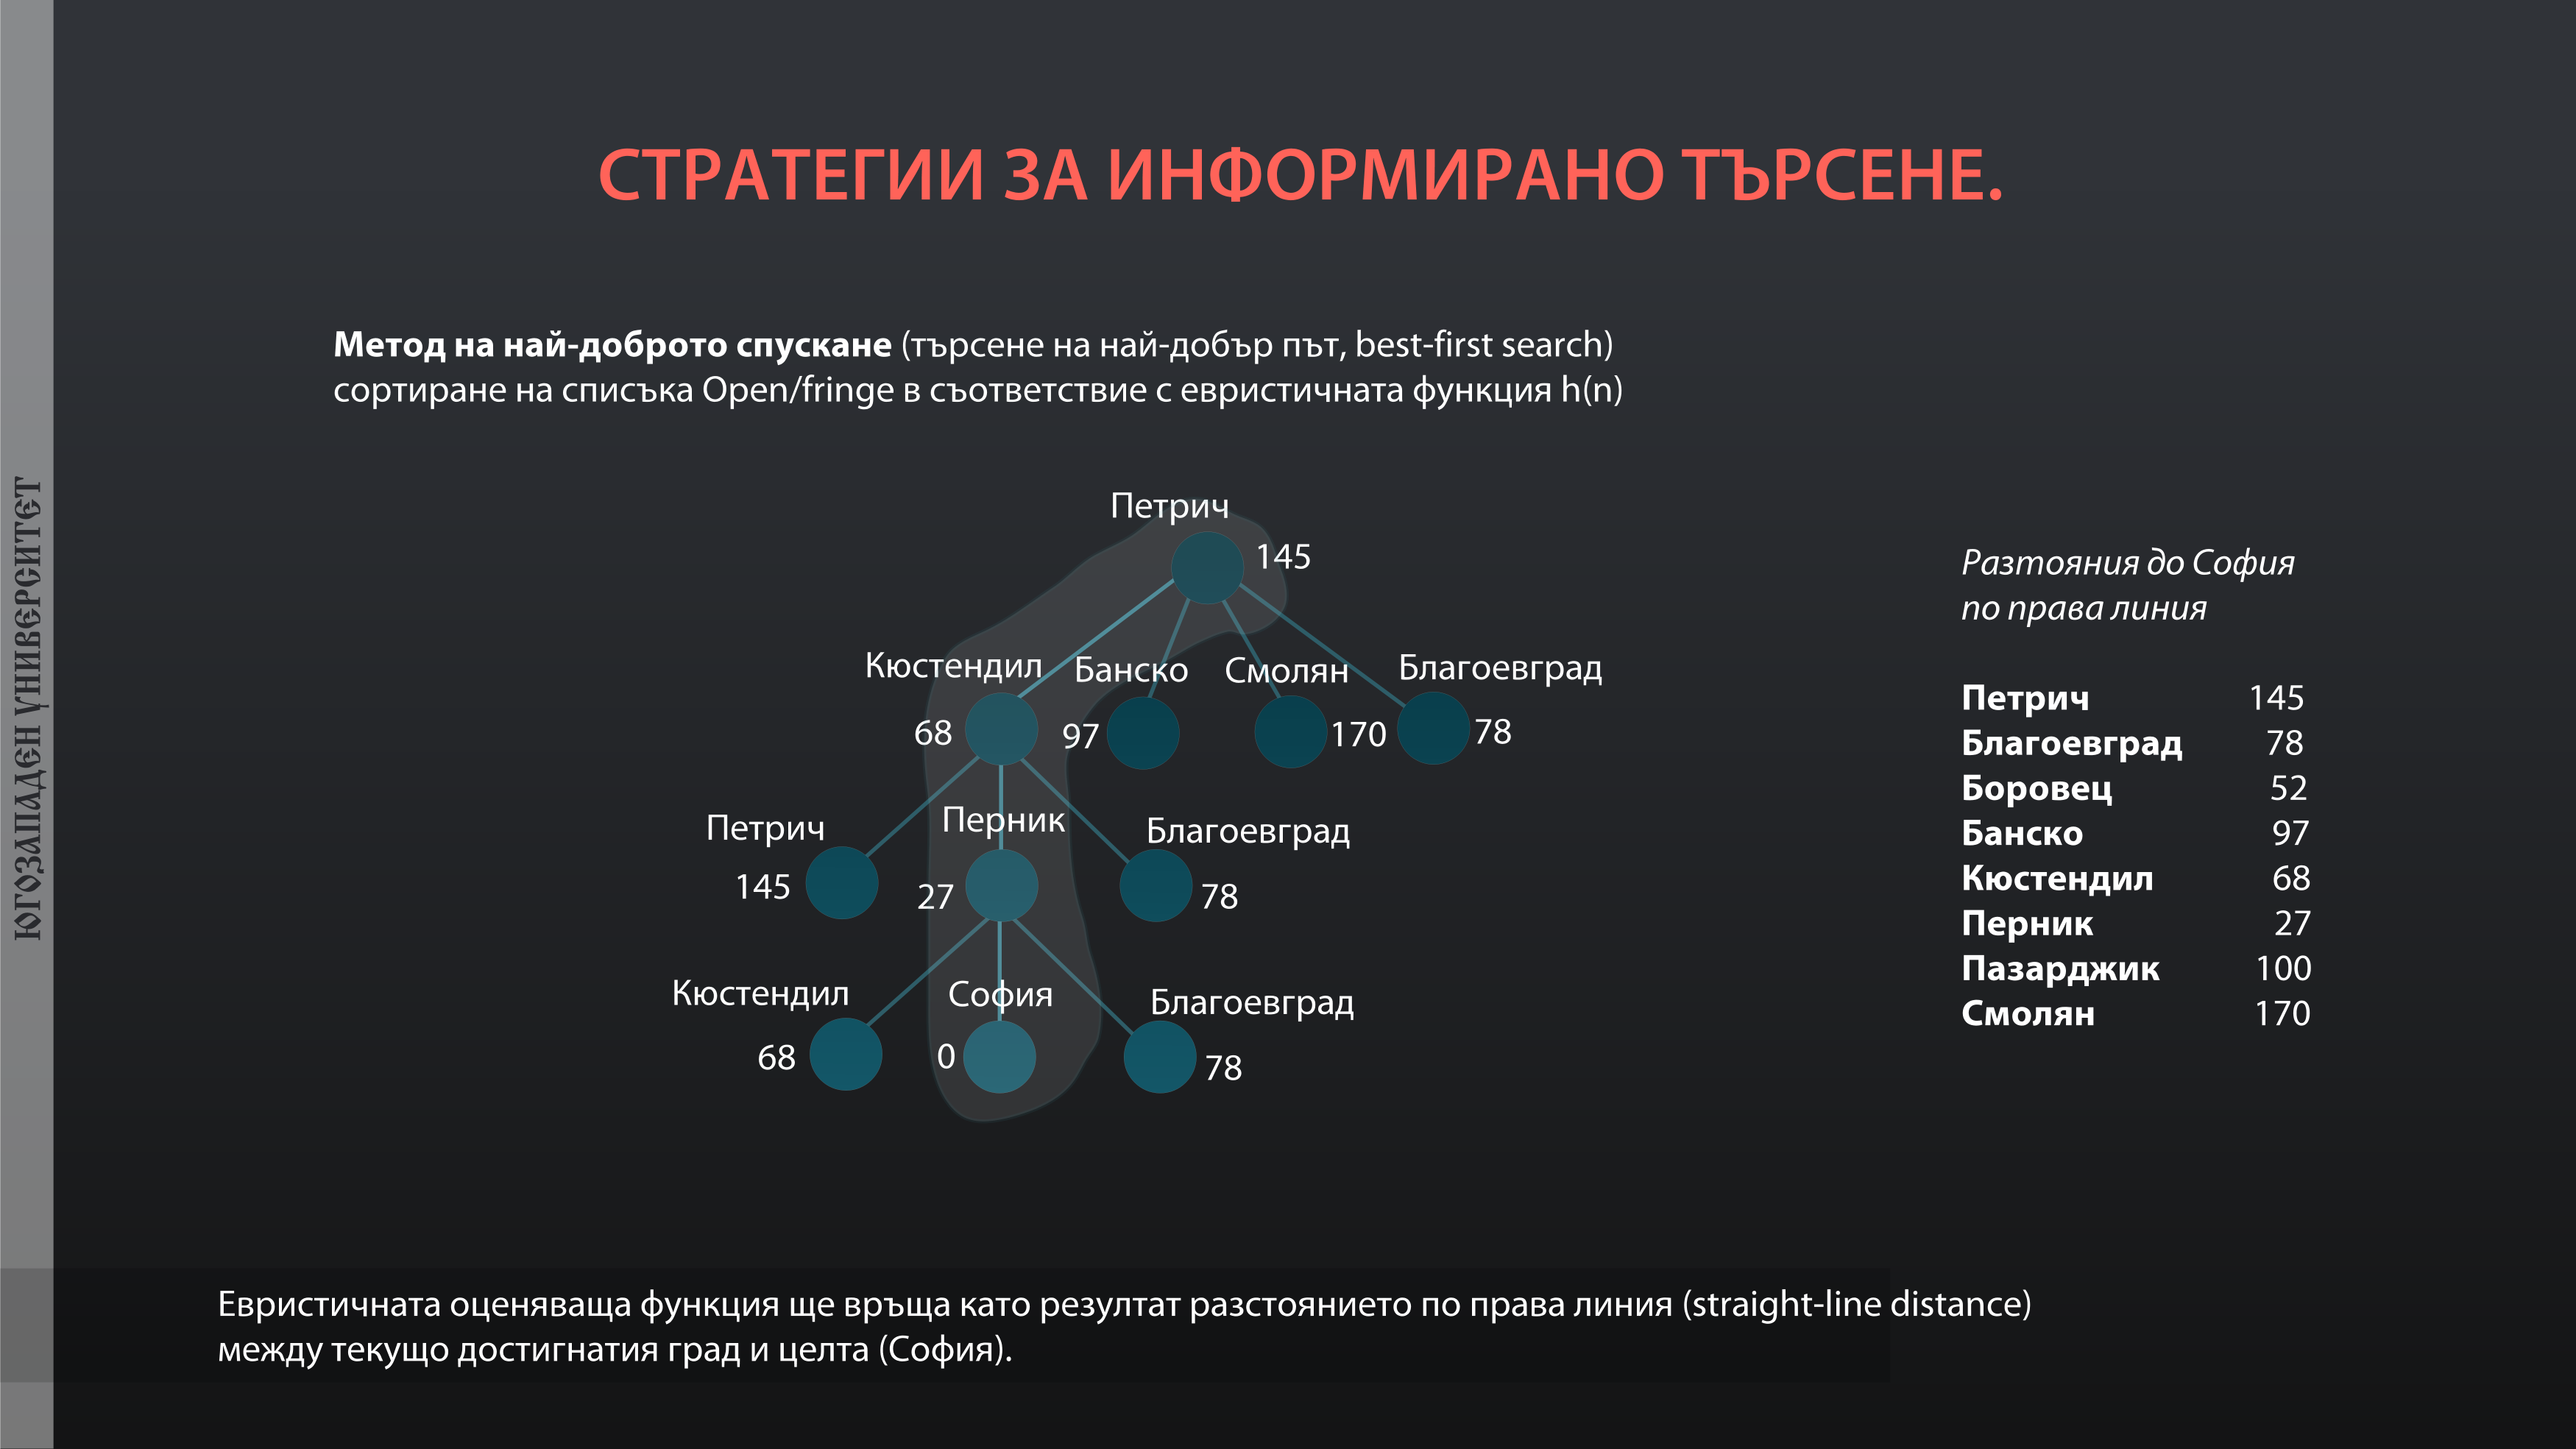 СТРАТЕГИИ ЗА ИНФОРМИРАНО ТЪРСЕНЕ.
Метод на най-доброто спускане (търсене на най-добър път, best-first search)
сортиране на списъка Open/fringe в съответствие с евристичната функция h(n)
ЮГОЗАПАДЕН УНИВЕРСИТЕТ
Петрич
145
Кюстендил Банско Смолян Благоевград
68 97 170 78
Петрич Перник Благоевград
145 27 78
Кюстендил София Благоевград
68 0 78
Разтояния до София
по права линия
Петрич 145
Благоевград 78
Боровец 52
Банско 97
Кюстендил 68
Перник 27
Пазарджик 100
Смолян 170
Евристичната оценяваща функция ще връща като резултат разстоянието по права линия (straight-line distance)
между текущо достигнатия град и целта (София).